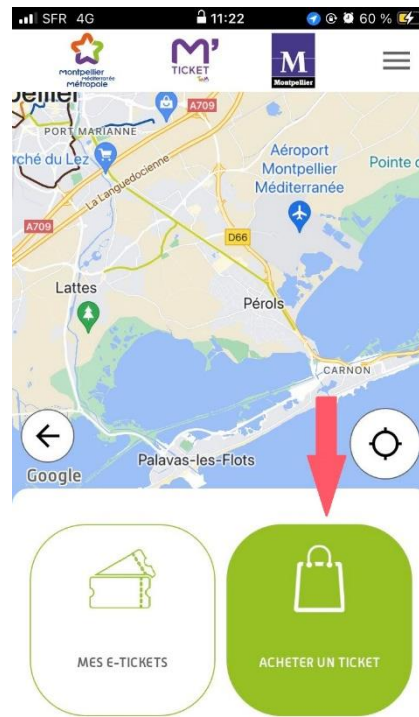 SFR 4G 11:22 60 %
montpellier
méditerranée
métropole
M'
TICKET
M
Montpellier
A709
PORT MARIANNE
rché du Lez
La Languedocienne
Aéroport
Montpellier
Méditerranée
Pointe
A709
D66
Lattes
Pérols
CARNON
Palavas-les-Flots
Google
MES E-TICKETS
ACHETER UN TICKET